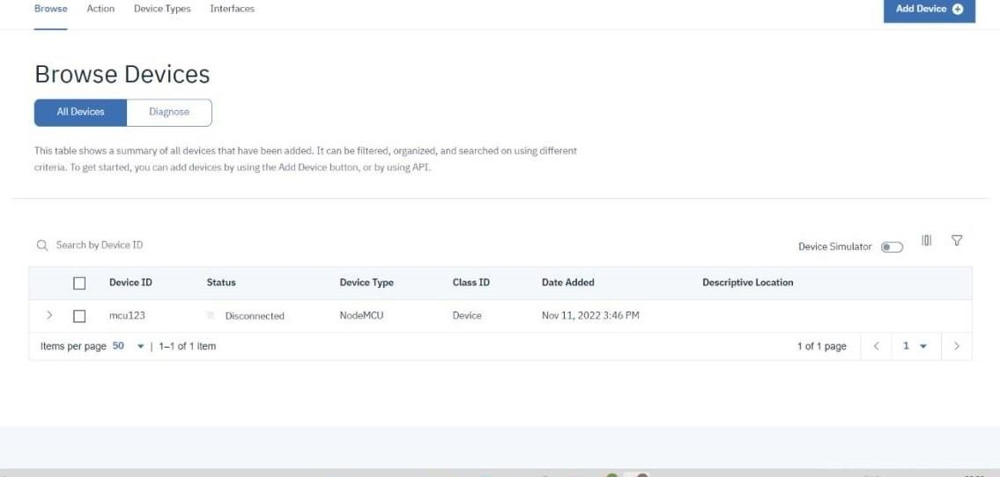 Browse Action Device Types Interfaces Add Device
Browse Devices
All Devices Diagnose
This table shows a summary of all devices that have been added. It can be filtered, organized, and searched on using different
criteria. To get started, you can add devices by using the Add Device button, or by using API.
Search by Device ID Device Simulator
Device ID Status Device Type Class ID Date Added Descriptive Location
mcu123 Disconnected NodeMCU Device Nov 11, 2022 3:46 PM
Items per page 50 | 1–1 of 1 item 1 of 1 page 1